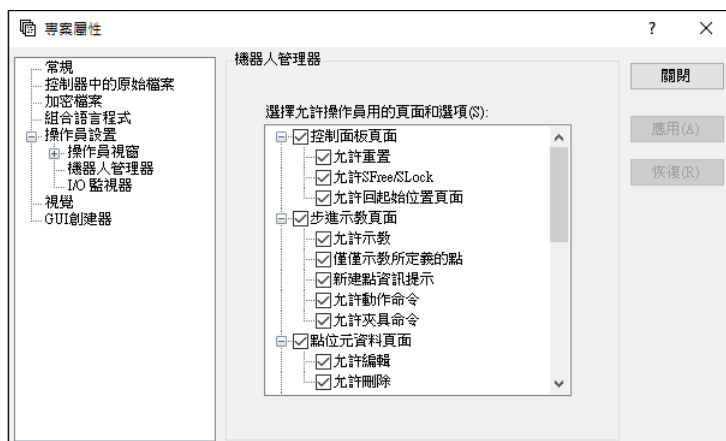 專案屬性
?
常規
控制器中的原始檔案
加密檔案
組合語言程式
操作員設置
操作員視窗
機器人管理器
I/O 監視器
視覺
GUI創建器
機器人管理器
選擇允許操作員用的頁面和選項(S):
控制面板頁面
允許重置
允許SFree/SLock
允許回起始位置頁面
步進示教頁面
允許示教
僅僅示教所定義的點
新建點資訊提示
允許動作命令
允許夾具命令
點位元資料頁面
允許編輯
允許刪除
關閉
應用(A)
恢復(R)